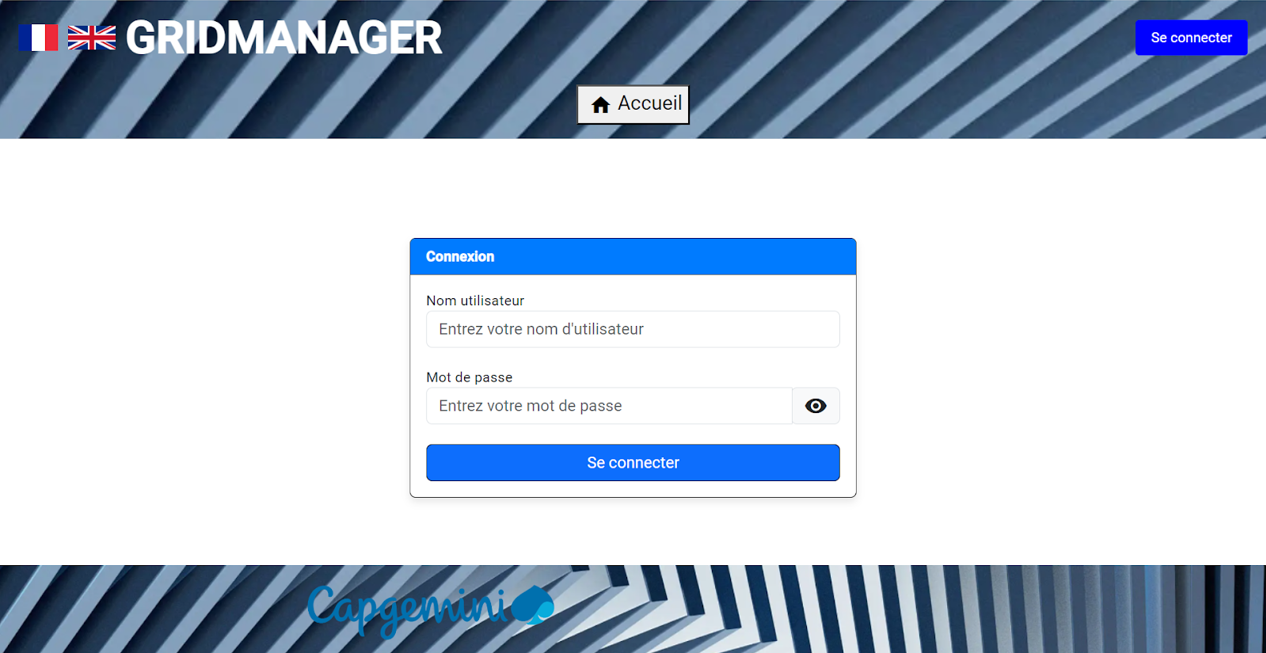 GRIDMANAGER
Se connecter
Accueil
Connexion
Nom utilisateur
Entrez votre nom d'utilisateur
Mot de passe
Entrez votre mot de passe
Se connecter
Capgemini